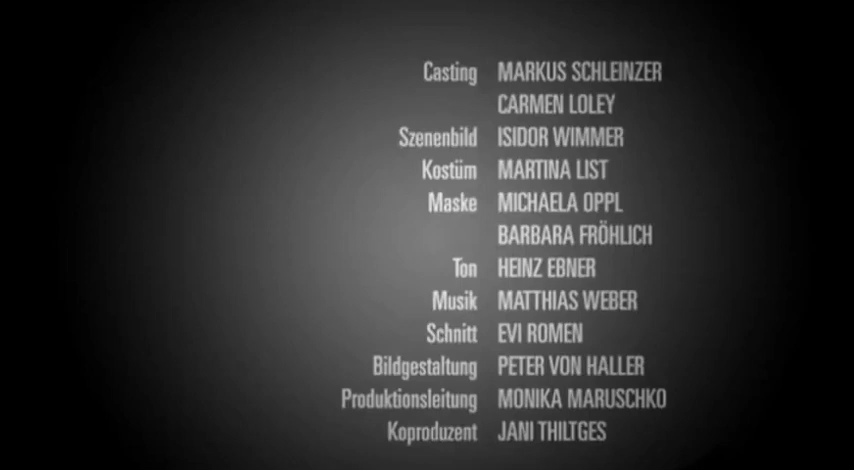 Casting MARKUS SCHLEINZER
CARMEN LOLEY
Szenenbild ISIDOR WIMMER
Kostüm MARTINA LIST
Maske MICHAELA OPPL
BARBARA FRÖHLICH
Ton HEINZ EBNER
Musik MATTHIAS WEBER
Schnitt EVI ROMEN
Bildgestaltung PETER VON HALLER
Produktionsleitung MONIKA MARUSCHKO
Koproduzent JANI THILTGES